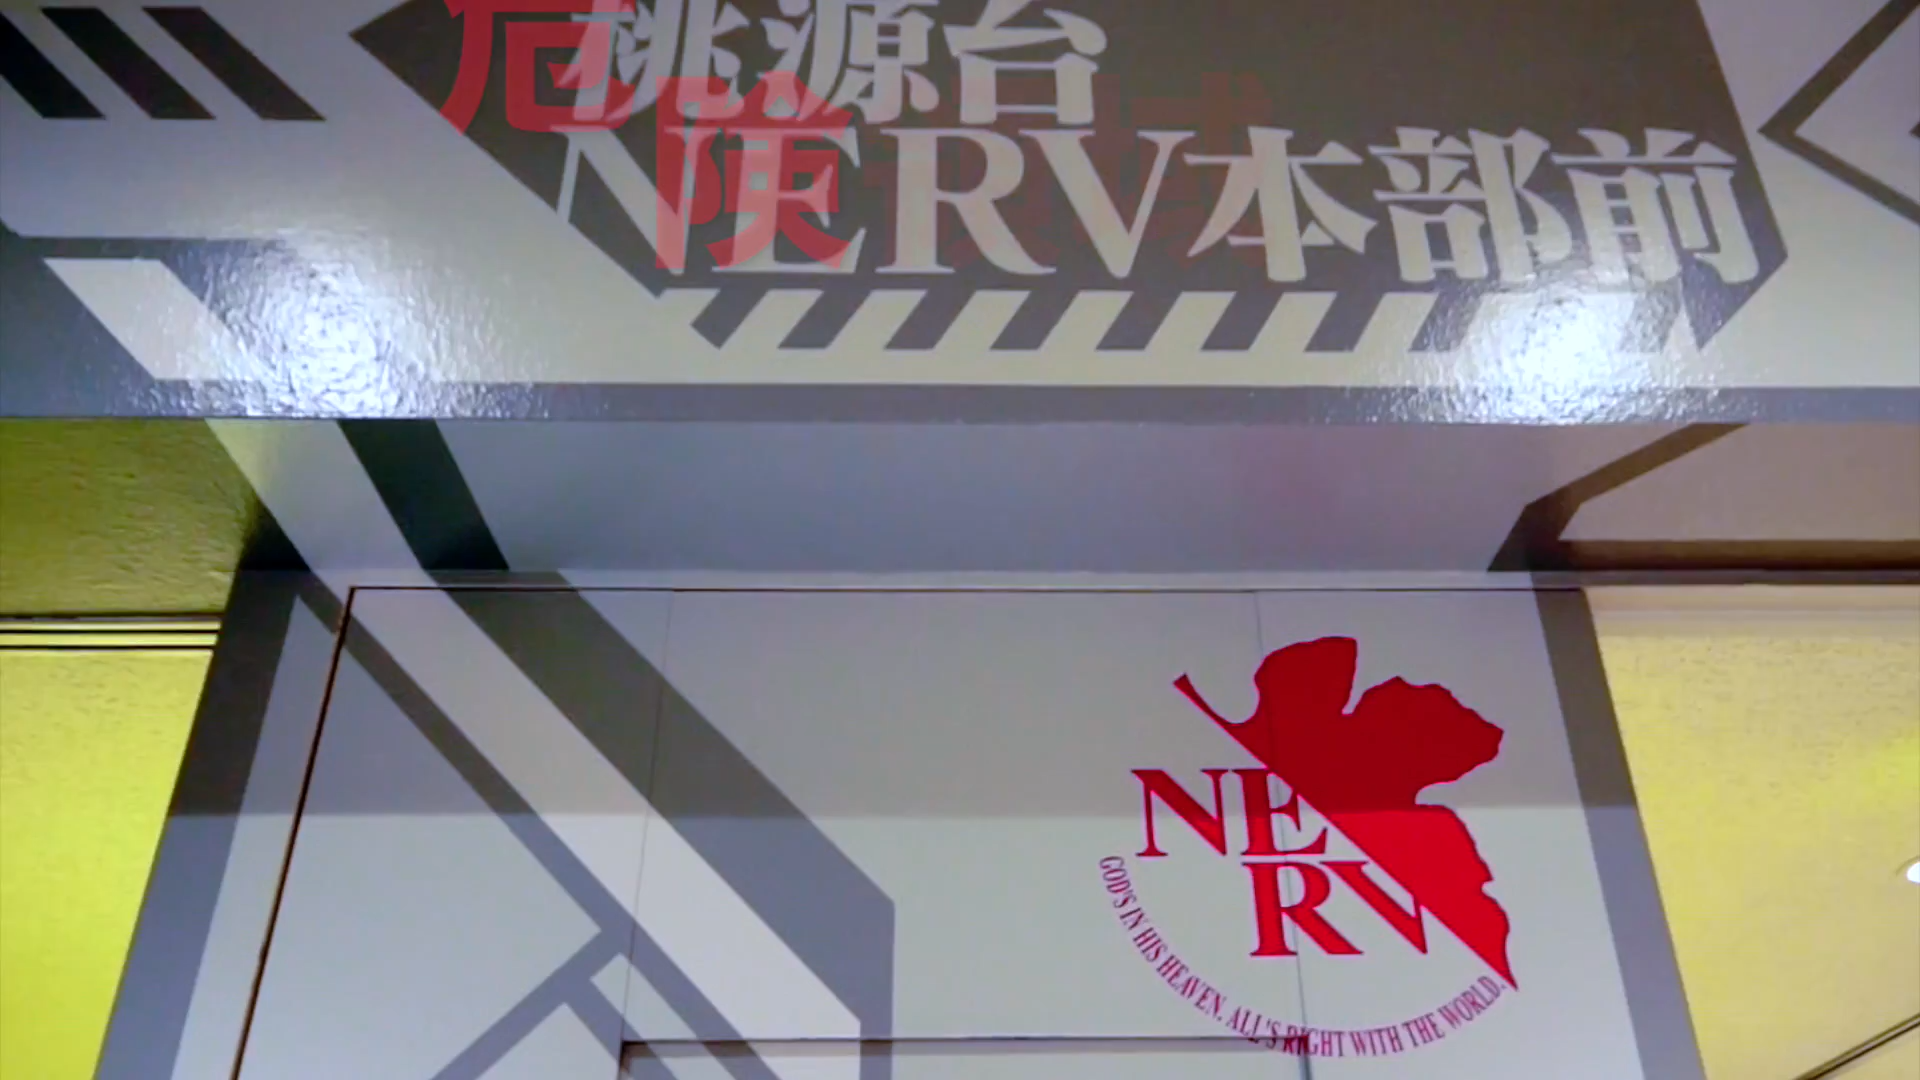 桃源台
NERV本部前
危険
NERV
GOD'S IN HIS HEAVEN. ALL'S RIGHT WITH THE WORLD.